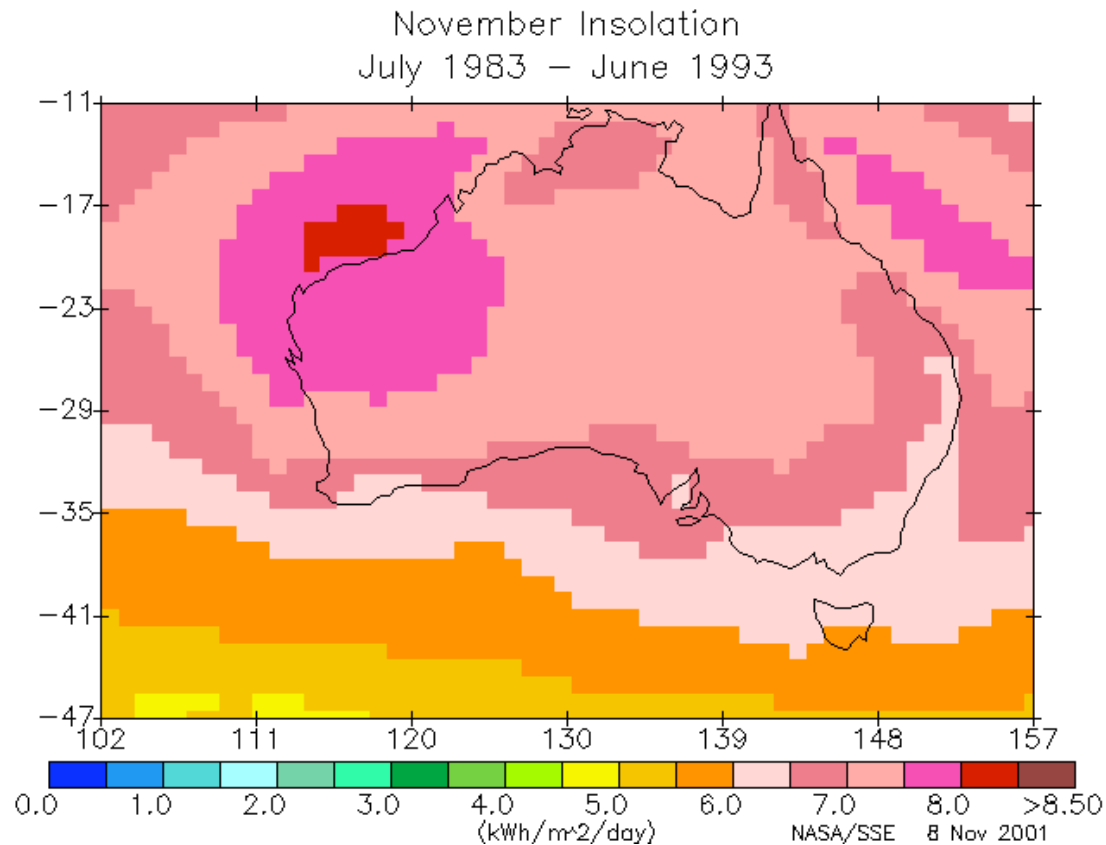 November Insolation
July 1983 – June 1993
-11
-17
-23
-29
-35
-41
-47
102 111 120 130 139 148 157
0.0 1.0 2.0 3.0 4.0 5.0 6.0 7.0 8.0 >8.50
(kWh/m^2/day) NASA/SSE 8 Nov 2001